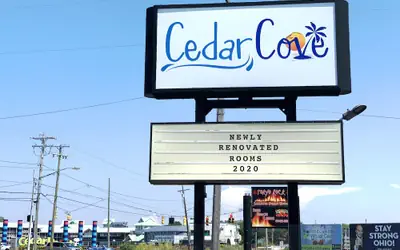 Cedar Cove
NEWLY
RENOVATED
ROOMS
2020
STAY
STRONG
OHIO!